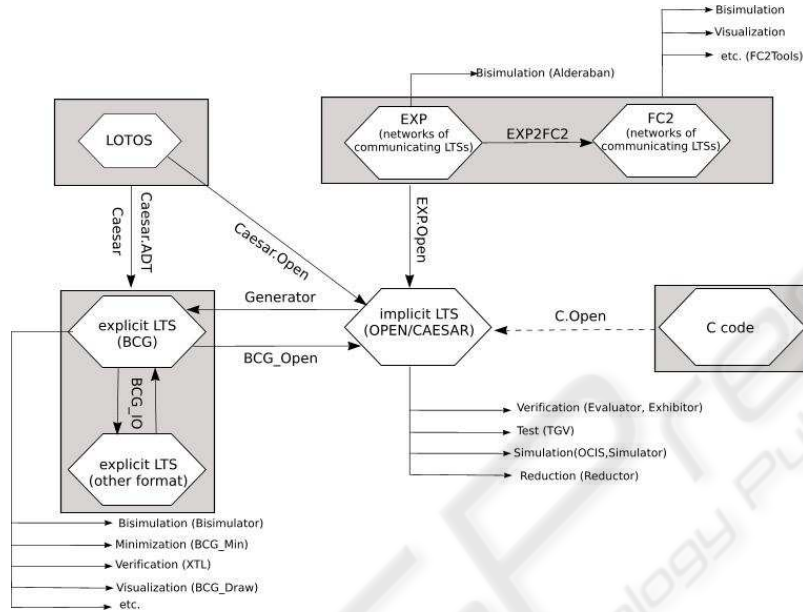 Bisimulation
Visualization
etc. (FC2Tools)
Bisimulation (Alderaban)
EXP
(networks of
communicating LTSs)
EXP2FC2
FC2
(networks of
communicating LTSs)
LOTOS
Caesar
Caesar.ADT
Caesar.Open
EXP.Open
Generator
explicit LTS
(BCG)
implicit LTS
(OPEN/CAESAR)
C.Open
C code
BCG_Open
BCG_IO
explicit LTS
(other format)
Verification (Evaluator, Exhibitor)
Test (TGV)
Simulation(OCIS,Simulator)
Reduction (Reductor)
Bisimulation (Bisimulator)
Minimization (BCG_Min)
Verification (XTL)
Visualization (BCG_Draw)
etc.